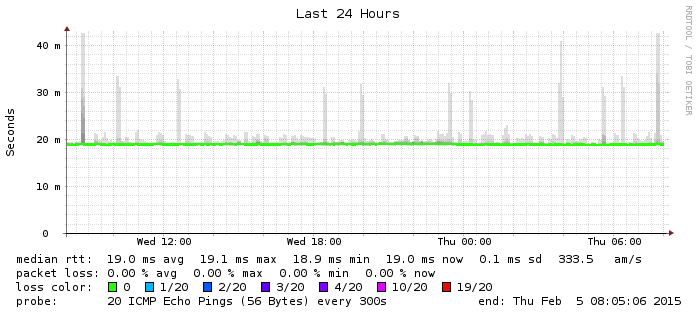 Last 24 Hours
RRDTOOL / TOBI OETIKER
Seconds
40 m
30 m
20 m
10 m
0
Wed 12:00 Wed 18:00 Thu 00:00 Thu 06:00
median rtt: 19.0 ms avg 19.1 ms max 18.9 ms min 19.0 ms now 0.1 ms sd 333.5 am/s
packet loss: 0.00 % avg 0.00 % max 0.00 % min 0.00 % now
loss color: 0 1/20 2/20 3/20 4/20 10/20 19/20
probe: 20 ICMP Echo Pings (56 Bytes) every 300s end: Thu Feb 5 08:05:06 2015